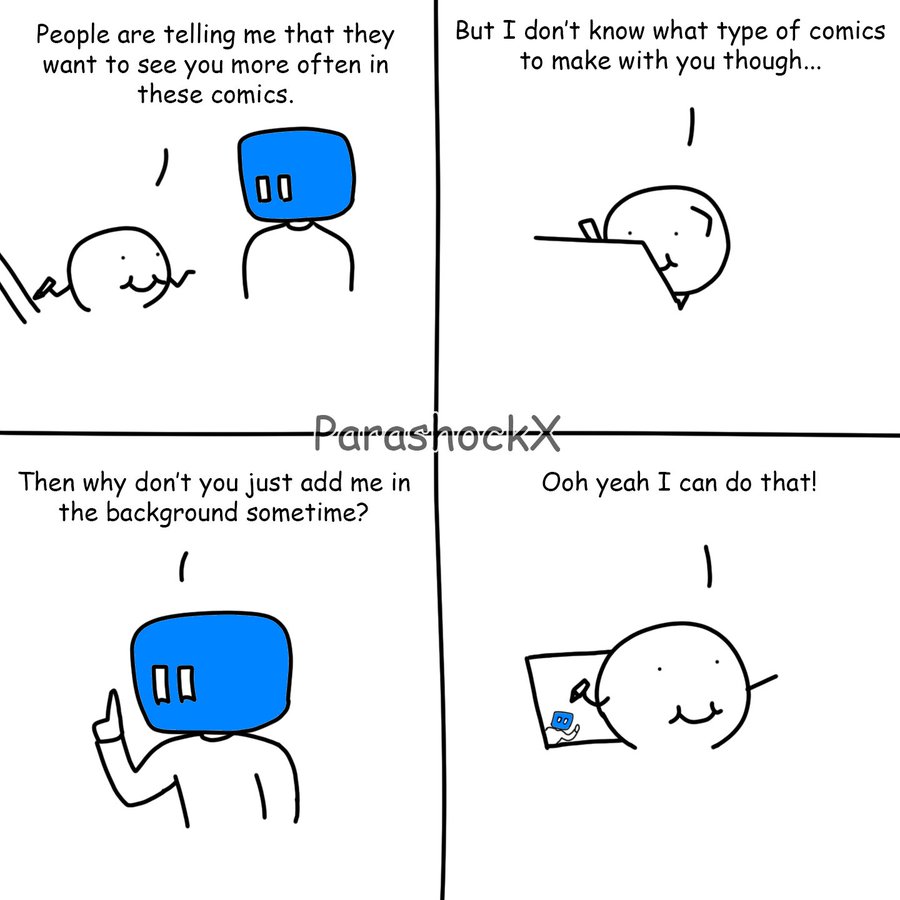 People are telling me that they
want to see you more often in
these comics.
But I don't know what type of comics
to make with you though...
ParashockX
Then why don't you just add me in
the background sometime?
Ooh yeah I can do that!